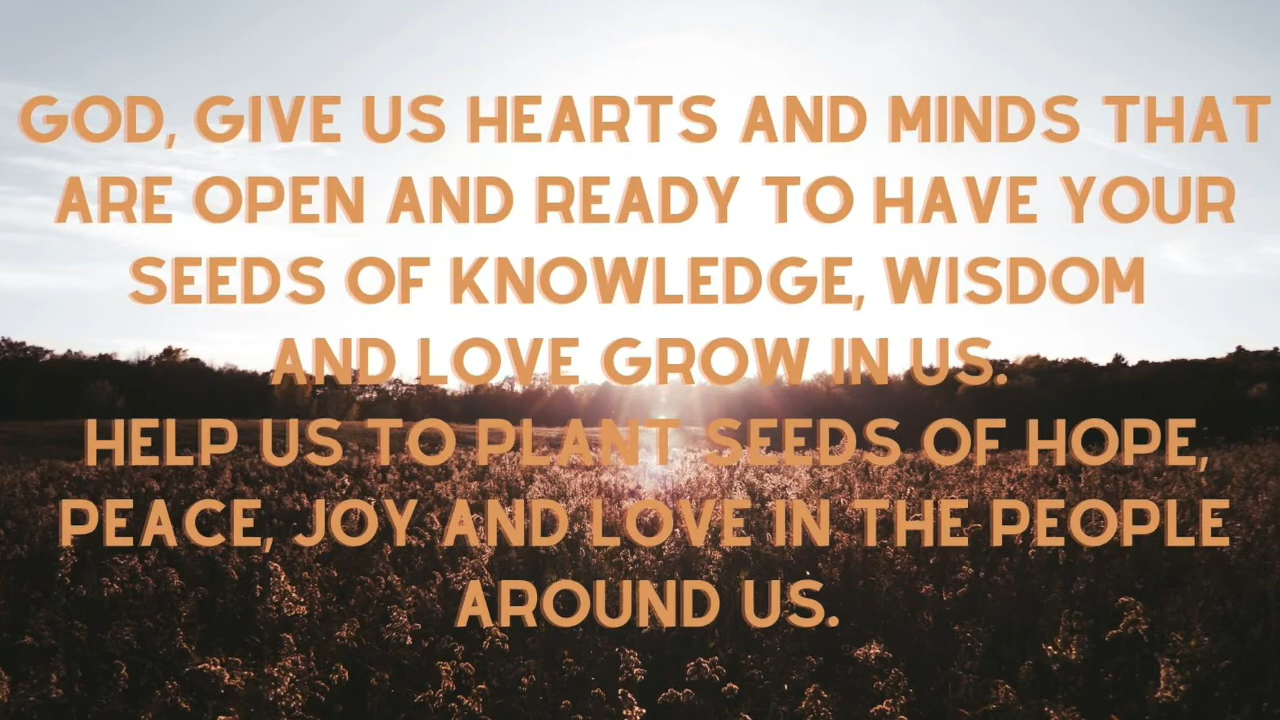 GOD, GIVE US HEARTS AND MINDS THAT
ARE OPEN AND READY TO HAVE YOUR
SEEDS OF KNOWLEDGE, WISDOM
AND LOVE GROW IN US.
HELP US TO PLANT SEEDS OF HOPE,
PEACE, JOY AND LOVE IN THE PEOPLE
AROUND US.